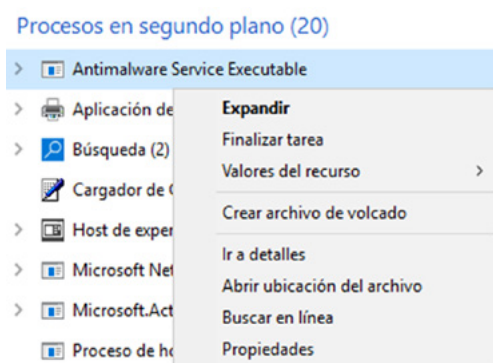 Procesos en segundo plano (20)
Antimalware Service Executable
Aplicación de
Expandir
Búsqueda (2)
Finalizar tarea
Valores del recurso
Cargador de
Crear archivo de volcado
Host de exper
Ir a detalles
Microsoft Net
Abrir ubicación del archivo
Microsoft.Act
Buscar en línea
Proceso de ho
Propiedades